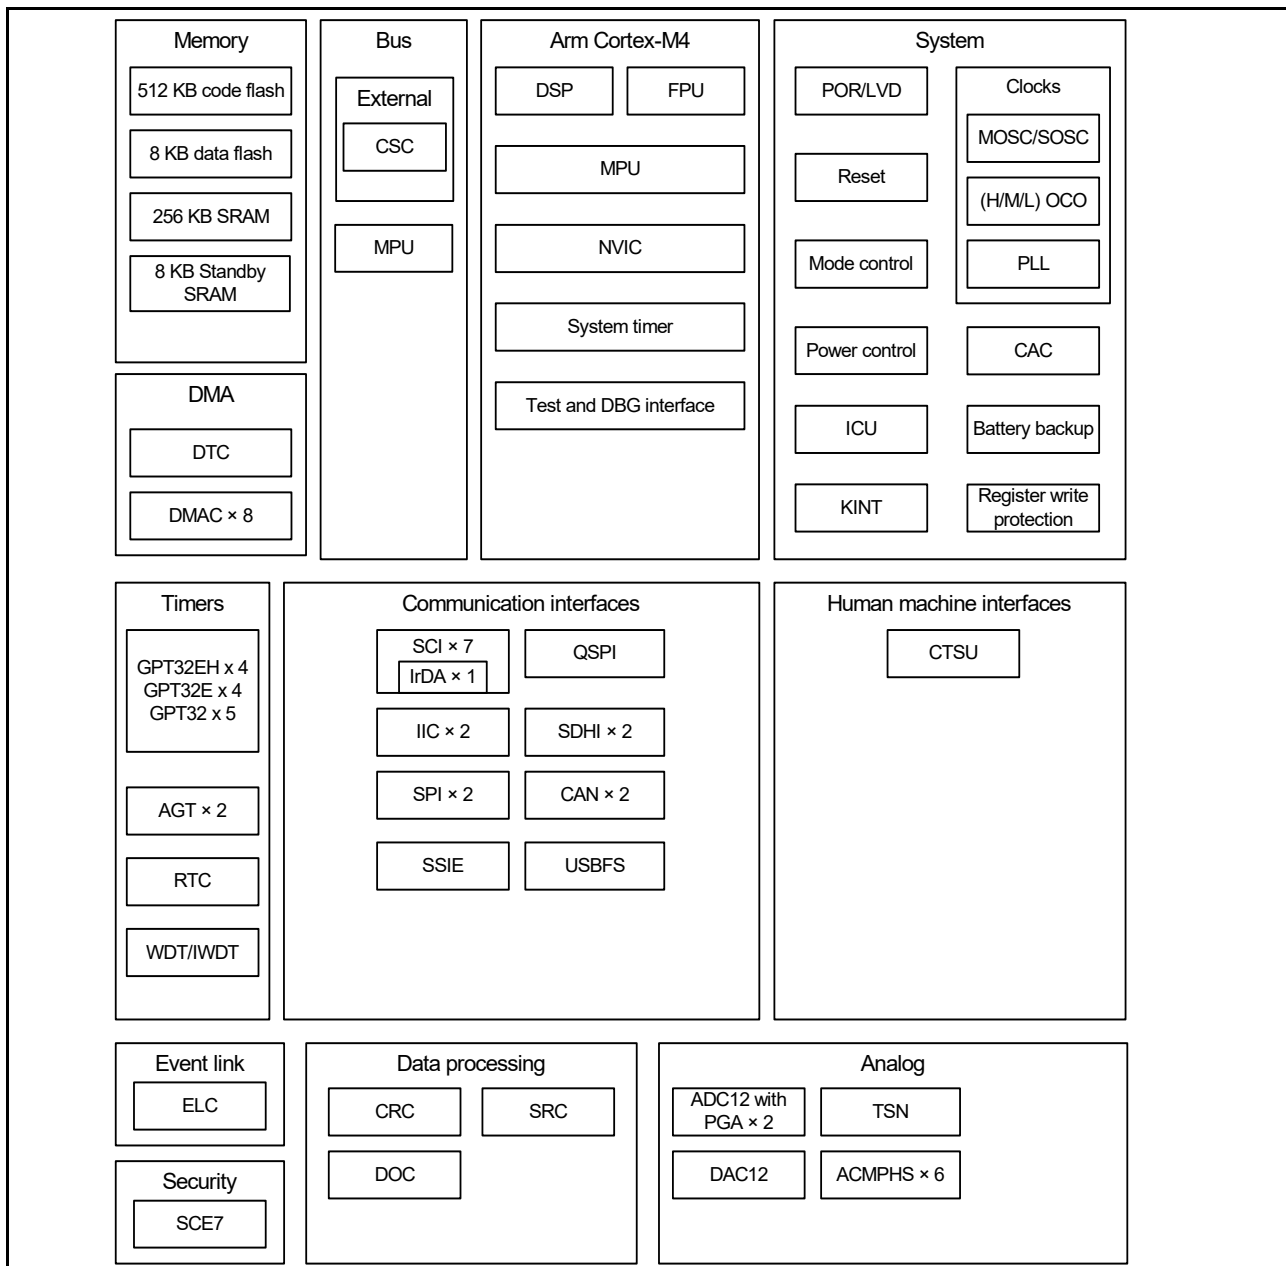 Memory
512 KB code flash
8 KB data flash
256 KB SRAM
8 KB Standby
SRAM
DMA
DTC
DMAC × 8
Bus
External
CSC
MPU
Arm Cortex-M4
DSP
FPU
MPU
NVIC
System timer
Test and DBG interface
System
POR/LVD
Reset
Mode control
Power control
ICU
KINT
Clocks
MOSC/SOSC
(H/M/L) OCO
PLL
CAC
Battery backup
Register write
protection
Timers
GPT32EH x 4
GPT32E x 4
GPT32 x 5
AGT × 2
RTC
WDT/IWDT
Communication interfaces
SCI × 7
IrDA × 1
QSPI
IIC × 2
SDHI × 2
SPI × 2
CAN × 2
SSIE
USBFS
Human machine interfaces
CTSU
Event link
ELC
Security
SCE7
Data processing
CRC
SRC
DOC
Analog
ADC12 with
PGA × 2
TSN
DAC12
ACMPHS × 6